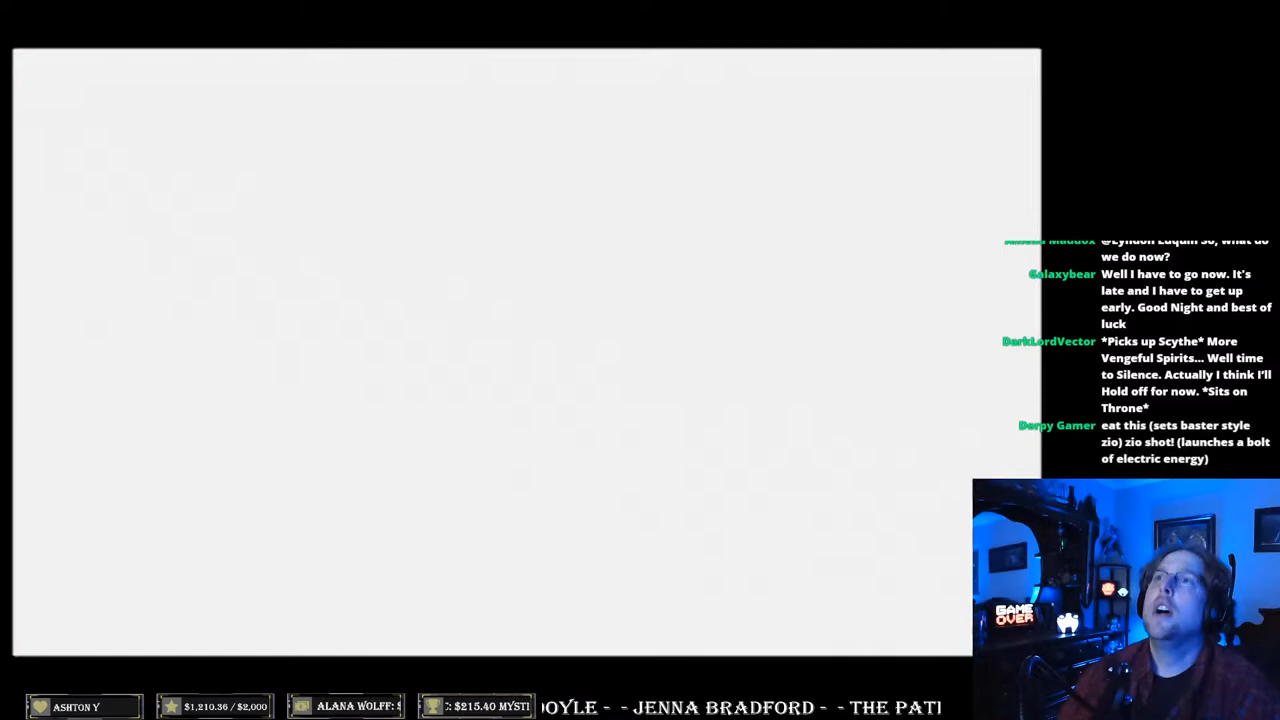 @Lyndon Luquin So, what do
we do now?
Galaxybear Well I have to go now. It's
late and I have to get up
early. Good Night and best of
luck
DarkLordVector *Picks up Scythe* More
Vengeful Spirits... Well time
to Silence. Actually I think I'll
Hold off for now. *Sits on
Throne*
Derpy Gamer eat this (sets baster style
zio) zio shot! (launches a bolt
of electric energy)
GAME
OVER
ASHTON Y
$1,210.36 / $2,000
ALANA WOLFF: $
: $215.40 MYSTI
OYLE - - JENNA BRADFORD - - THE PATI